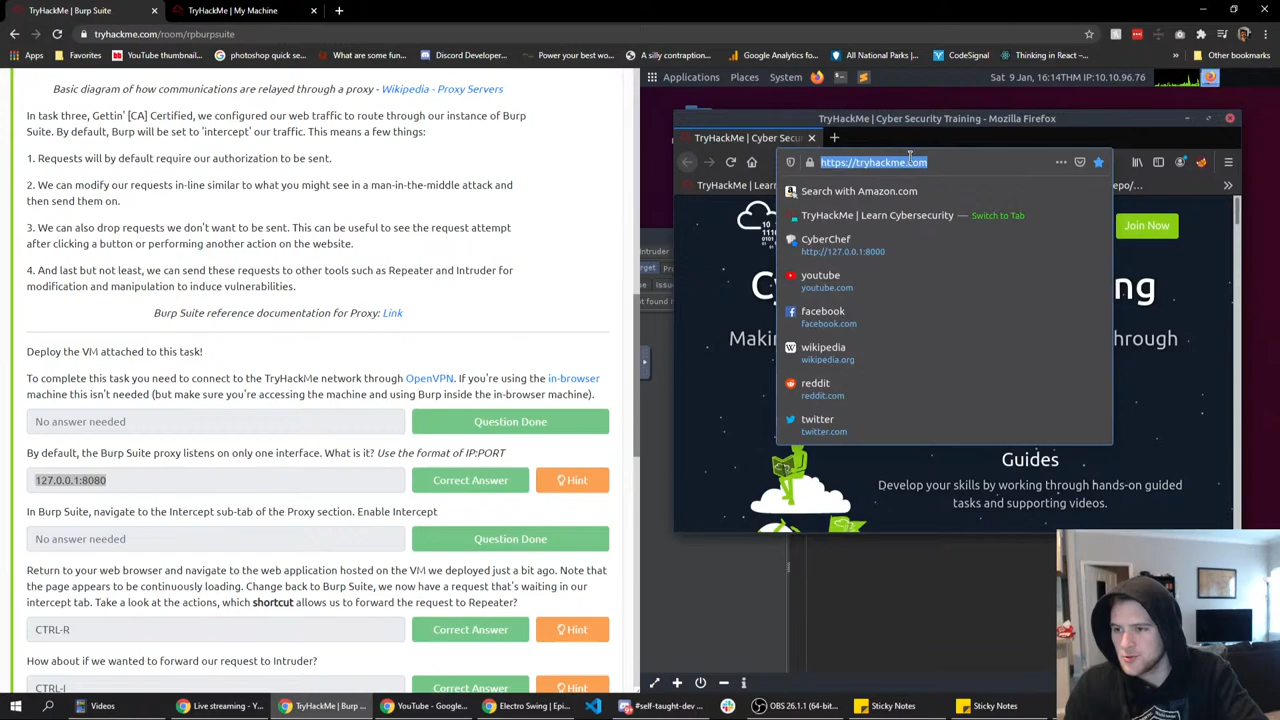 TryHackMe | Burp Suite
TryHackMe | My Machine
tryhackme.com/room/rpburpsuite
Apps
Favorites
YouTube thumbnail...
photoshop quick se...
What are some fun...
Discord Developer...
Power your best wo...
A silly contraption...
Google Analytics fo...
All National Parks |...
CodeSignal
Thinking in React –...
Other bookmarks
Basic diagram of how communications are relayed through a proxy - Wikipedia - Proxy Servers
In task three, Gettin' [CA] Certified, we configured our web traffic to route through our instance of Burp
Suite. By default, Burp will be set to 'intercept' our traffic. This means a few things:
1. Requests will by default require our authorization to be sent.
2. We can modify our requests in-line similar to what you might see in a man-in-the-middle attack and
then send them on.
3. We can also drop requests we don't want to be sent. This can be useful to see the request attempt
after clicking a button or performing another action on the website.
4. And last but not least, we can send these requests to other tools such as Repeater and Intruder for
modification and manipulation to induce vulnerabilities.
Burp Suite reference documentation for Proxy: Link
Deploy the VM attached to this task!
To complete this task you need to connect to the TryHackMe network through OpenVPN. If you're using the in-browser
machine this isn't needed (but make sure you're accessing the machine and using Burp inside the in-browser machine).
No answer needed
Question Done
By default, the Burp Suite proxy listens on only one interface. What is it? Use the format of IP:PORT
127.0.0.1:8080
Correct Answer
Hint
In Burp Suite, navigate to the Intercept sub-tab of the Proxy section. Enable Intercept
No answer needed
Question Done
Return to your web browser and navigate to the web application hosted on the VM we deployed just a bit ago. Note that
the page appears to be continuously loading. Change back to Burp Suite, we now have a request that's waiting in our
intercept tab. Take a look at the actions, which shortcut allows us to forward the request to Repeater?
CTRL-R
Correct Answer
Hint
How about if we wanted to forward our request to Intruder?
CTRL-I
Correct Answer
Hint
Applications
Places
System
Sat 9 Jan, 16:14
THM IP:10.10.96.76
TryHackMe | Cyber Security Training - Mozilla Firefox
TryHackMe | Cyber Secu
https://tryhackme.com
TryHackMe | Learn
epo/...
Search with Amazon.com
TryHackMe | Learn Cybersecurity — Switch to Tab
CyberChef
http://127.0.0.1:8000
youtube
youtube.com
facebook
facebook.com
wikipedia
wikipedia.org
reddit
reddit.com
twitter
twitter.com
Join Now
C
ng
Maki
hrough
Guides
Develop your skills by working through hands-on guided
tasks and supporting videos.
Intruder
rget
Pr
ne
Issu
ot found i
Videos
Live streaming - Y...
TryHackMe | Burp ...
YouTube - Google...
Electro Swing | Epi...
#self-taught-dev ...
OBS 26.1.1 (64-bit...
Sticky Notes
Sticky Notes